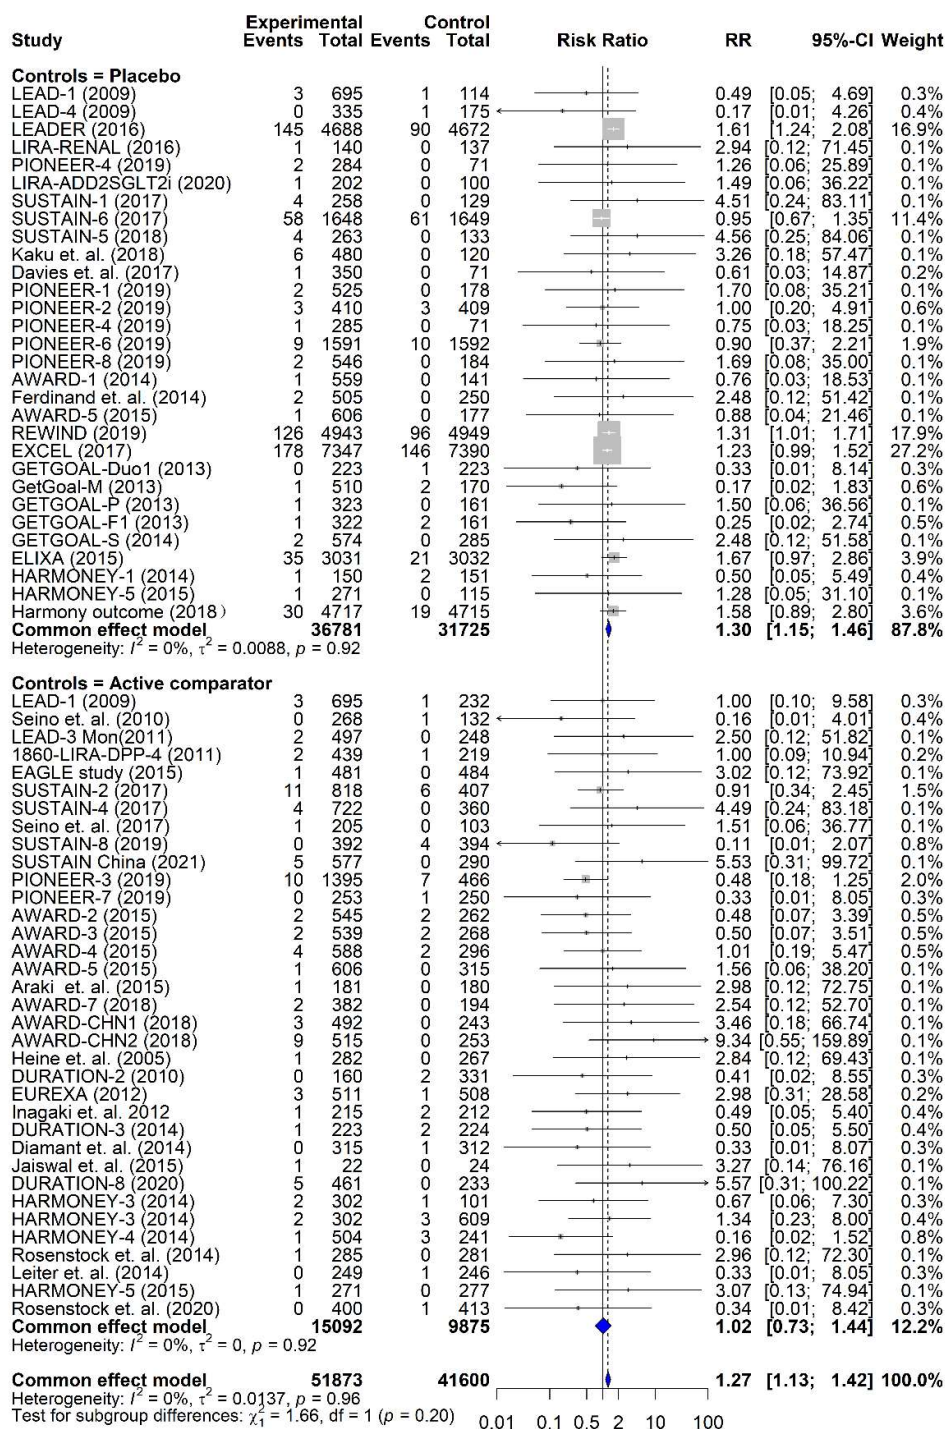 Experimental Control
Study Events Total Events Total Risk Ratio RR 95%-CI Weight
Controls = Placebo
LEAD-1 (2009) 3 695 1 114 0.49 [0.05; 4.69] 0.3%
LEAD-4 (2009) 0 335 1 175 0.17 [0.01; 4.26] 0.4%
LEADER (2016) 145 4688 90 4672 1.61 [1.24; 2.08] 16.9%
LIRA-RENAL (2016) 1 140 0 137 2.94 [0.12; 71.45] 0.1%
PIONEER-4 (2019) 2 284 0 71 1.26 [0.06; 25.89] 0.1%
LIRA-ADD2SGLT2i (2020) 1 202 0 100 1.49 [0.06; 36.22] 0.1%
SUSTAIN-1 (2017) 4 258 0 129 4.51 [0.24; 83.11] 0.1%
SUSTAIN-6 (2017) 58 1648 61 1649 0.95 [0.67; 1.35] 11.4%
SUSTAIN-5 (2018) 4 263 0 133 4.56 [0.25; 84.06] 0.1%
Kaku et. al. (2018) 6 480 0 120 3.26 [0.18; 57.47] 0.1%
Davies et. al. (2017) 1 350 0 71 0.61 [0.03; 14.87] 0.2%
PIONEER-1 (2019) 2 525 0 178 1.70 [0.08; 35.21] 0.1%
PIONEER-2 (2019) 3 410 3 409 1.00 [0.20; 4.91] 0.6%
PIONEER-4 (2019) 1 285 0 71 0.75 [0.03; 18.25] 0.1%
PIONEER-6 (2019) 9 1591 10 1592 0.90 [0.37; 2.21] 1.9%
PIONEER-8 (2019) 2 546 0 184 1.69 [0.08; 35.00] 0.1%
AWARD-1 (2014) 1 559 0 141 0.76 [0.03; 18.53] 0.1%
Ferdinand et. al. (2014) 2 505 0 250 2.48 [0.12; 51.42] 0.1%
AWARD-5 (2015) 1 606 0 177 0.88 [0.04; 21.46] 0.1%
REWIND (2019) 126 4943 96 4949 1.31 [1.01; 1.71] 17.9%
EXCEL (2017) 178 7347 146 7390 1.23 [0.99; 1.52] 27.2%
GETGOAL-Duo1 (2013) 0 223 1 223 0.33 [0.01; 8.14] 0.3%
GetGoal-M (2013) 1 510 2 170 0.17 [0.02; 1.83] 0.6%
GETGOAL-P (2013) 1 323 0 161 1.50 [0.06; 36.56] 0.1%
GETGOAL-F1 (2013) 1 322 2 161 0.25 [0.02; 2.74] 0.5%
GETGOAL-S (2014) 2 574 0 285 2.48 [0.12; 51.58] 0.1%
ELIXA (2015) 35 3031 21 3032 1.67 [0.97; 2.86] 3.9%
HARMONEY-1 (2014) 1 150 2 151 0.50 [0.05; 5.49] 0.4%
HARMONEY-5 (2015) 1 271 0 115 1.28 [0.05; 31.10] 0.1%
Harmony outcome (2018) 30 4717 19 4715 1.58 [0.89; 2.80] 3.6%
Common effect model 36781 31725 1.30 [1.15; 1.46] 87.8%
Heterogeneity: I² = 0%, τ² = 0.0088, p = 0.92
Controls = Active comparator
LEAD-1 (2009) 3 695 1 232 1.00 [0.10; 9.58] 0.3%
Seino et. al. (2010) 0 268 1 132 0.16 [0.01; 4.01] 0.3%
LEAD-3 Mon(2011) 2 497 0 248 2.50 [0.12; 51.82] 0.1%
1860-LIRA-DPP-4 (2011) 2 439 1 219 1.00 [0.09; 10.94] 0.2%
EAGLE study (2015) 1 481 0 484 3.02 [0.12; 73.92] 0.1%
SUSTAIN-2 (2017) 11 818 6 407 0.91 [0.34; 2.45] 1.5%
SUSTAIN-4 (2017) 4 722 0 360 4.49 [0.24; 83.18] 0.1%
Seino et. al. (2017) 1 205 0 103 1.51 [0.06; 36.77] 0.1%
SUSTAIN-8 (2019) 0 392 4 394 0.11 [0.01; 2.07] 0.8%
SUSTAIN China (2021) 5 577 0 290 5.53 [0.31; 99.72] 0.1%
PIONEER-3 (2019) 10 1395 7 466 0.48 [0.18; 1.25] 2.0%
PIONEER-7 (2019) 0 253 1 250 0.33 [0.01; 8.05] 0.3%
AWARD-2 (2015) 2 545 2 262 0.48 [0.07; 3.39] 0.5%
AWARD-3 (2015) 2 539 2 268 0.50 [0.07; 3.51] 0.5%
AWARD-4 (2015) 4 588 2 296 1.01 [0.19; 5.47] 0.5%
AWARD-5 (2015) 1 606 0 315 1.56 [0.06; 38.20] 0.1%
Araki et. al. (2015) 1 181 0 180 2.98 [0.12; 72.75] 0.1%
AWARD-7 (2018) 2 382 0 194 2.54 [0.12; 52.70] 0.1%
AWARD-CHN1 (2018) 3 492 0 243 3.46 [0.18; 66.74] 0.1%
AWARD-CHN2 (2018) 9 515 0 253 9.34 [0.55; 159.89] 0.1%
Heine et. al. (2005) 1 282 0 267 2.84 [0.12; 69.43] 0.1%
DURATION-2 (2010) 0 160 2 331 0.41 [0.02; 8.55] 0.3%
EUREXA (2012) 3 511 1 508 2.98 [0.31; 28.58] 0.2%
Inagaki et. al. 2012 1 215 2 212 0.49 [0.05; 5.40] 0.4%
DURATION-3 (2014) 1 223 2 224 0.50 [0.05; 5.50] 0.4%
Diamant et. al. (2014) 0 315 1 312 0.33 [0.01; 8.07] 0.3%
Jaiswal et. al. (2015) 1 22 0 24 3.27 [0.14; 76.16] 0.1%
DURATION-8 (2020) 5 461 0 233 5.57 [0.31; 100.22] 0.1%
HARMONEY-3 (2014) 2 302 1 101 0.67 [0.06; 7.30] 0.3%
HARMONEY-3 (2014) 2 302 3 609 1.34 [0.23; 8.00] 0.4%
HARMONEY-4 (2014) 1 504 3 241 0.16 [0.02; 1.52] 0.8%
Rosenstock et. al. (2014) 1 285 0 281 2.96 [0.12; 72.30] 0.1%
Leiter et. al. (2014) 0 249 1 246 0.33 [0.01; 8.05] 0.3%
HARMONEY-5 (2015) 1 271 0 277 3.07 [0.13; 74.94] 0.1%
Rosenstock et. al. (2020) 0 400 1 413 0.34 [0.01; 8.42] 0.3%
Common effect model 15092 9875 1.02 [0.73; 1.44] 12.2%
Heterogeneity: I² = 0%, τ² = 0, p = 0.92
Common effect model 51873 41600 1.27 [1.13; 1.42] 100.0%
Heterogeneity: I² = 0%, τ² = 0.0137, p = 0.96
Test for subgroup differences: χ²₁ = 1.66, df = 1 (p = 0.20)
0.01 0.1 0.5 2 10 100